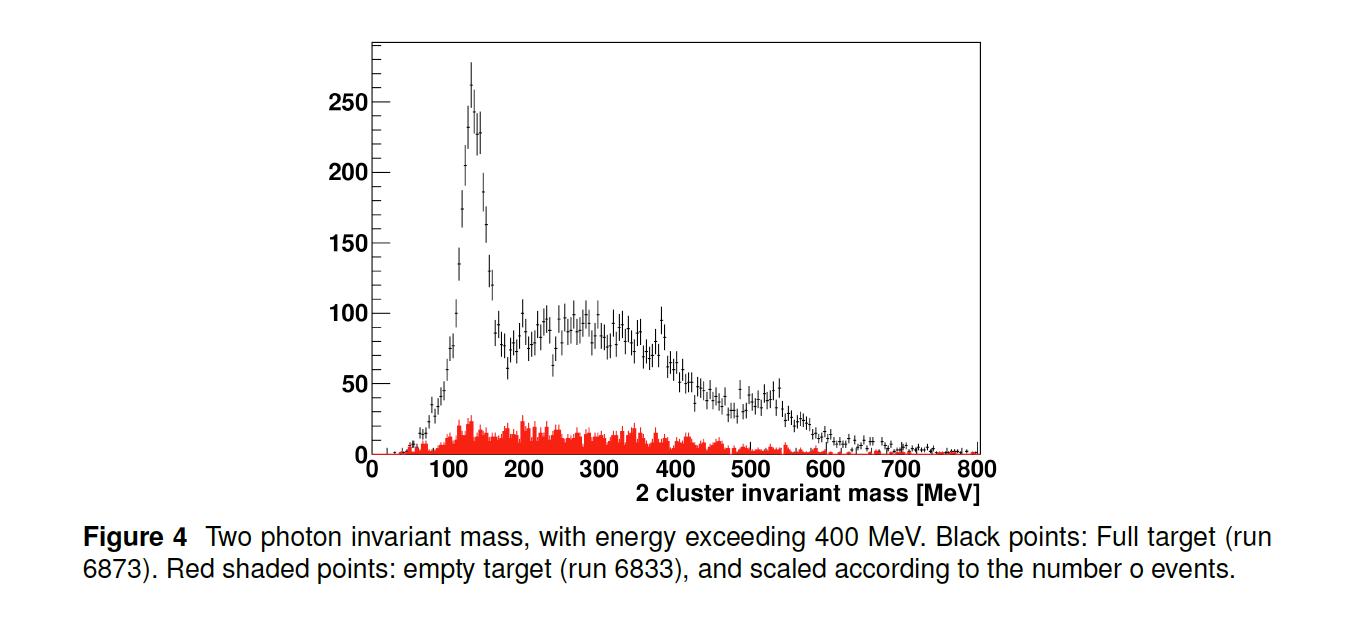 250
200
150
100
50
0
0 100 200 300 400 500 600 700 800
2 cluster invariant mass [MeV]
Figure 4 Two photon invariant mass, with energy exceeding 400 MeV. Black points: Full target (run
6873). Red shaded points: empty target (run 6833), and scaled according to the number o events.